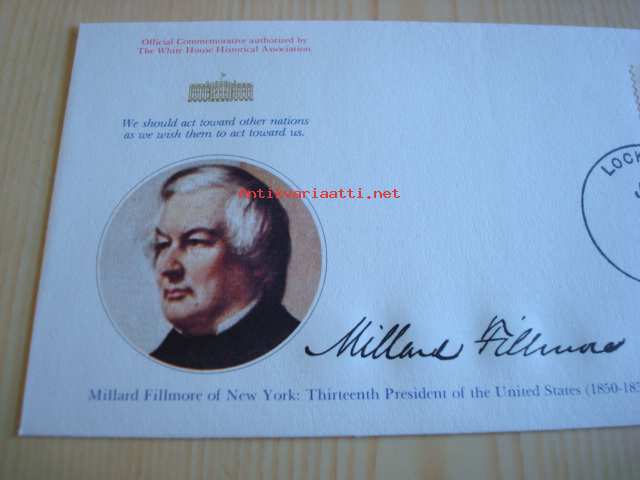 Official Commemorative authorized by
The White House Historical Association
We should act toward other nations
as we wish them to act toward us.
Antikvariaatti.net
LOCK
Millard Fillmore
Millard Fillmore of New York: Thirteenth President of the United States (1850-185